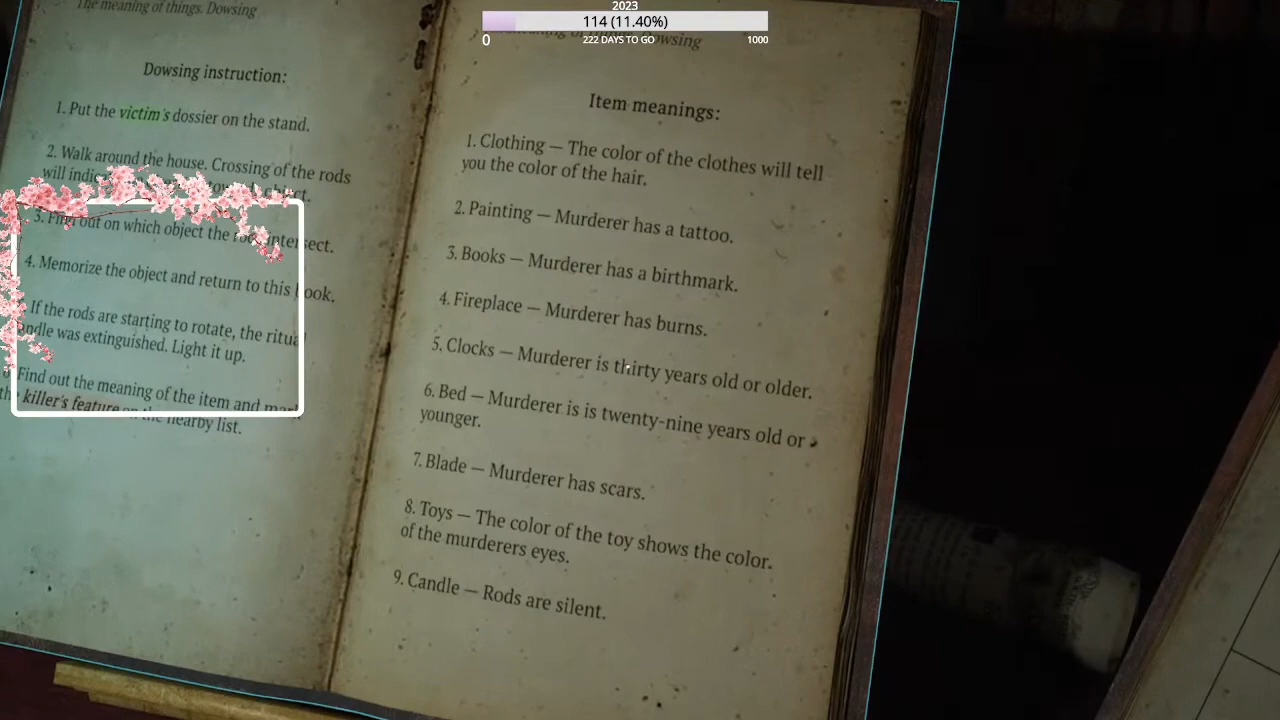 2023
114 (11.40%)
0 222 DAYS TO GO 1000
The meaning of things. Dowsing
Dowsing instruction:
1. Put the victim's dossier on the stand.
2. Walk around the house. Crossing of the rods
will
3. Find out on which object the rods intersect.
4. Memorize the object and return to this book.
If the rods are starting to rotate, the ritual
candle was extinguished. Light it up.
Find out the meaning of the item and mark
the killer's feature on the nearby list.
Dowsing
Item meanings:
1. Clothing — The color of the clothes will tell
you the color of the hair.
2. Painting — Murderer has a tattoo.
3. Books — Murderer has a birthmark.
4. Fireplace — Murderer has burns.
5. Clocks — Murderer is thirty years old or older.
6. Bed — Murderer is is twenty-nine years old or
younger.
7. Blade — Murderer has scars.
8. Toys — The color of the toy shows the color.
of the murderers eyes.
9. Candle — Rods are silent.